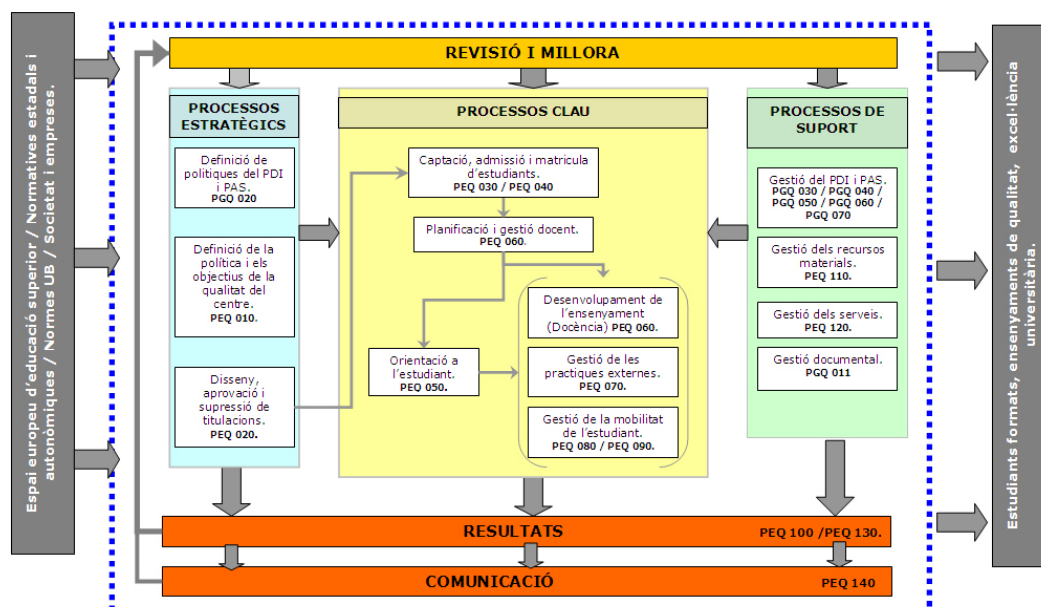 Espai europeu d'educació superior / Normatives estadals i
autonòmiques / Normes UB / Societat i empreses.
REVISIÓ I MILLORA
PROCESSOS
ESTRATÈGICS
Definició de
politiques del PDI
i PAS.
PGQ 020
Definició de la
política i els
objectius de la
qualitat del
centre.
PEQ 010.
Disseny,
aprovació i
supressió de
titulacions.
PEQ 020.
PROCESSOS CLAU
Captació, admissió i matricula
d'estudiants.
PEQ 030 / PEQ 040
Planificació i gestió docent.
PEQ 060.
Desenvolupament de
l'ensenyament
(Docència) PEQ 060.
Orientació a
l'estudiant.
PEQ 050.
Gestió de les
practiques externes.
PEQ 070.
Gestió de la mobilitat
de l'estudiant.
PEQ 080 / PEQ 090.
PROCESSOS DE
SUPORT
Gestió del PDI i PAS.
PGQ 030 / PGQ 040 /
PGQ 050 / PGQ 060 /
PGQ 070
Gestió dels recursos
materials.
PEQ 110.
Gestió dels serveis.
PEQ 120.
Gestió documental.
PGQ 011
RESULTATS
PEQ 100 /PEQ 130.
COMUNICACIÓ
PEQ 140
Estudiants formats, ensenyaments de qualitat, excel·lència
universitària.